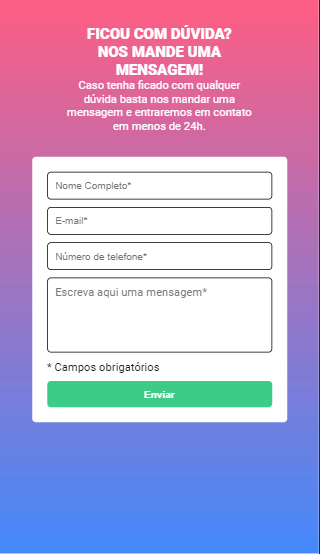 FICOU COM DÚVIDA?
NOS MANDE UMA
MENSAGEM!
Caso tenha ficado com qualquer
dúvida basta nos mandar uma
mensagem e entraremos em contato
em menos de 24h.
Nome Completo*
E-mail*
Número de telefone*
Escreva aqui uma mensagem*
* Campos obrigatórios
Enviar